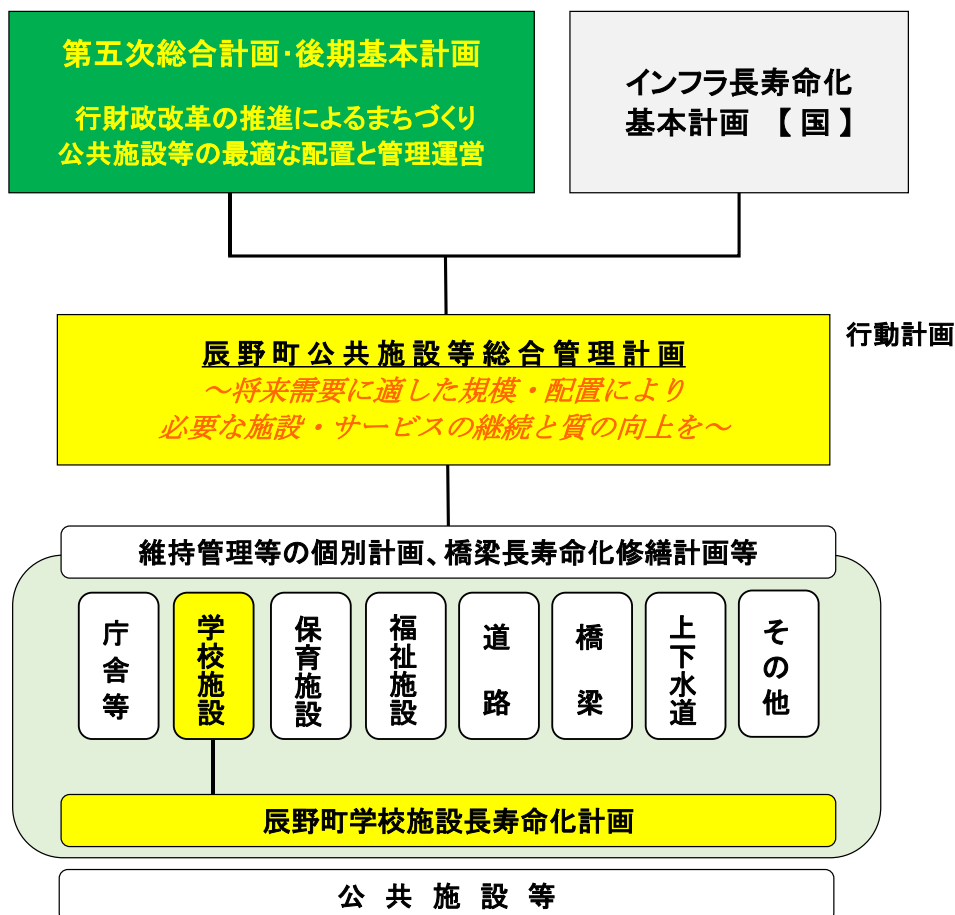 第五次総合計画・後期基本計画
行財政改革の推進によるまちづくり
公共施設等の最適な配置と管理運営
インフラ長寿命化
基本計画 【 国 】
行動計画
辰野町公共施設等総合管理計画
～将来需要に適した規模・配置により
必要な施設・サービスの継続と質の向上を～
維持管理等の個別計画、橋梁長寿命化修繕計画等
庁舎等
学校施設
保育施設
福祉施設
道路
橋梁
上下水道
その他
辰野町学校施設長寿命化計画
公共施設等